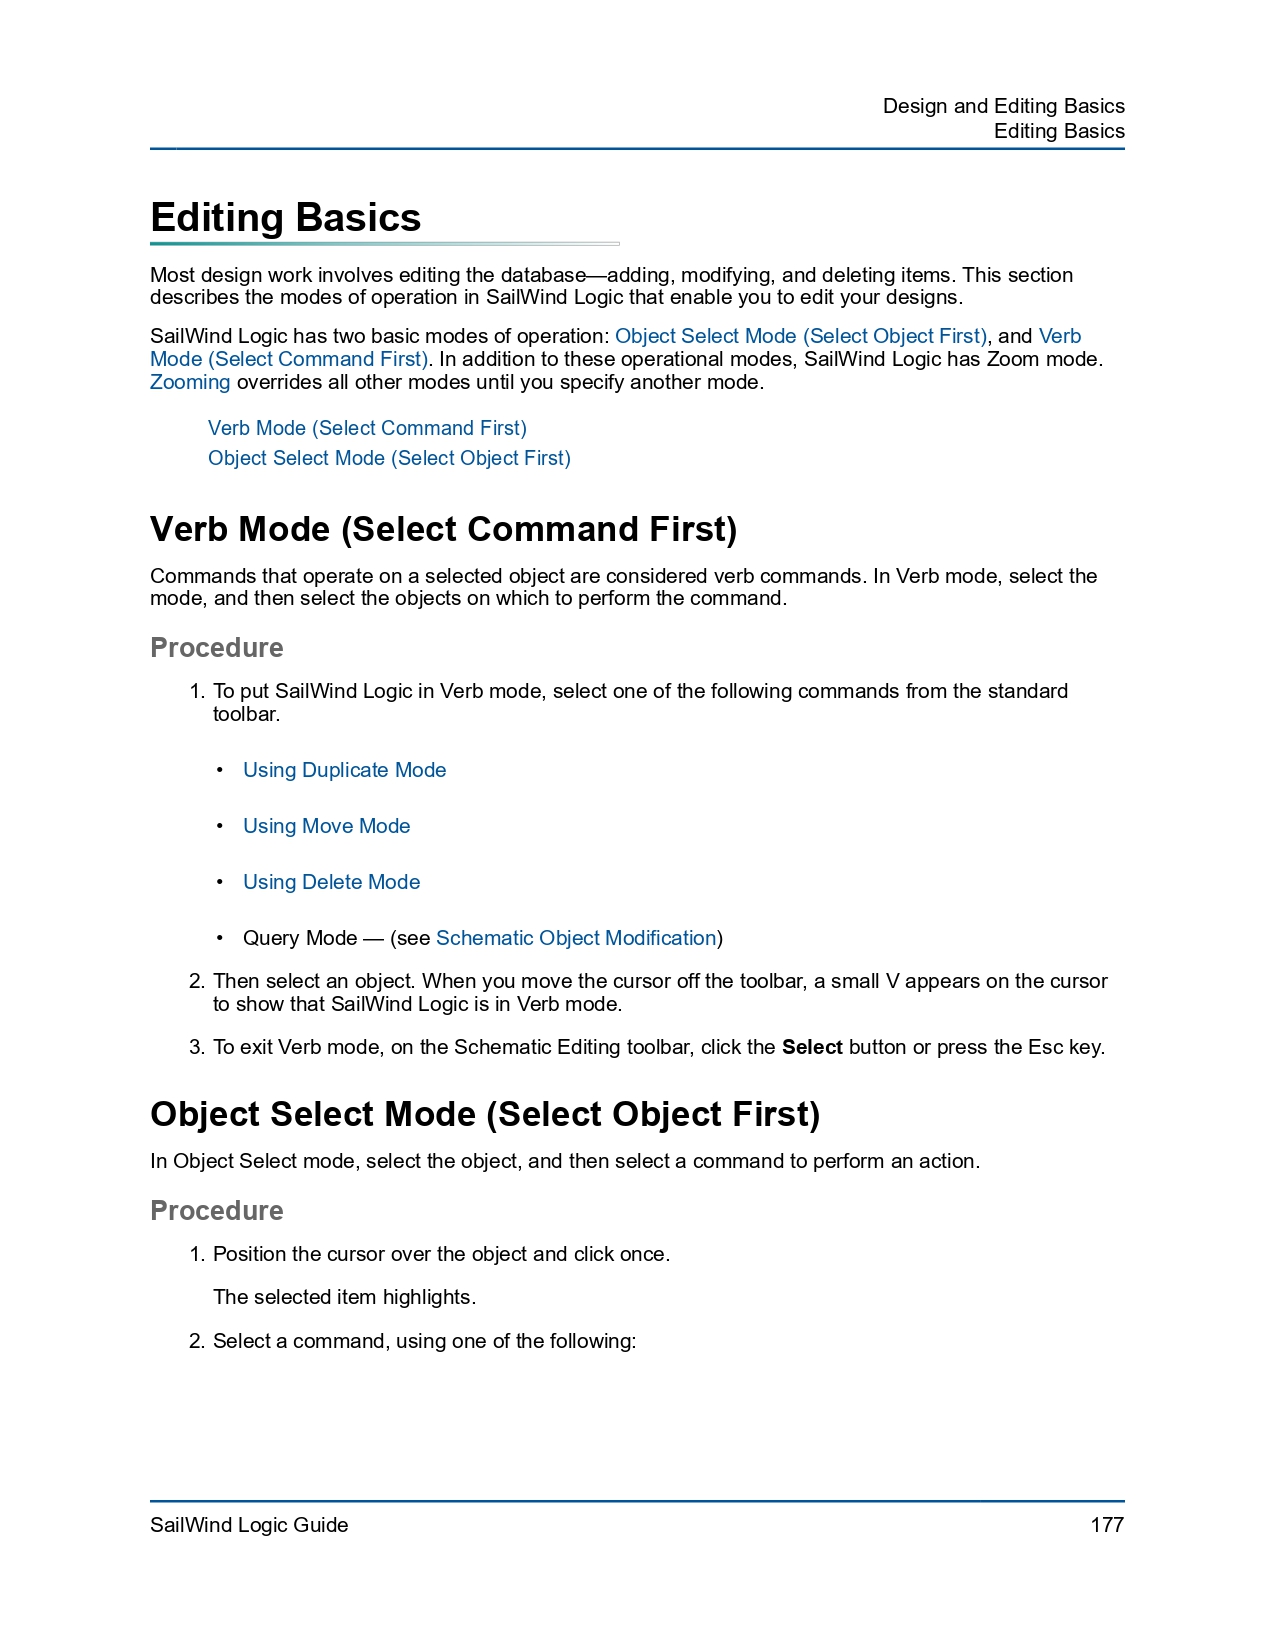 Design and Editing Basics
Editing Basics
Editing Basics
Most design work involves editing the database—adding, modifying, and deleting items. This section
describes the modes of operation in SailWind Logic that enable you to edit your designs.
SailWind Logic has two basic modes of operation: Object Select Mode (Select Object First), and Verb
Mode (Select Command First). In addition to these operational modes, SailWind Logic has Zoom mode.
Zooming overrides all other modes until you specify another mode.
Verb Mode (Select Command First)
Object Select Mode (Select Object First)
Verb Mode (Select Command First)
Commands that operate on a selected object are considered verb commands. In Verb mode, select the
mode, and then select the objects on which to perform the command.
Procedure
1. To put SailWind Logic in Verb mode, select one of the following commands from the standard
toolbar.
• Using Duplicate Mode
• Using Move Mode
• Using Delete Mode
• Query Mode — (see Schematic Object Modification)
2. Then select an object. When you move the cursor off the toolbar, a small V appears on the cursor
to show that SailWind Logic is in Verb mode.
3. To exit Verb mode, on the Schematic Editing toolbar, click the Select button or press the Esc key.
Object Select Mode (Select Object First)
In Object Select mode, select the object, and then select a command to perform an action.
Procedure
1. Position the cursor over the object and click once.
The selected item highlights.
2. Select a command, using one of the following:
SailWind Logic Guide 177